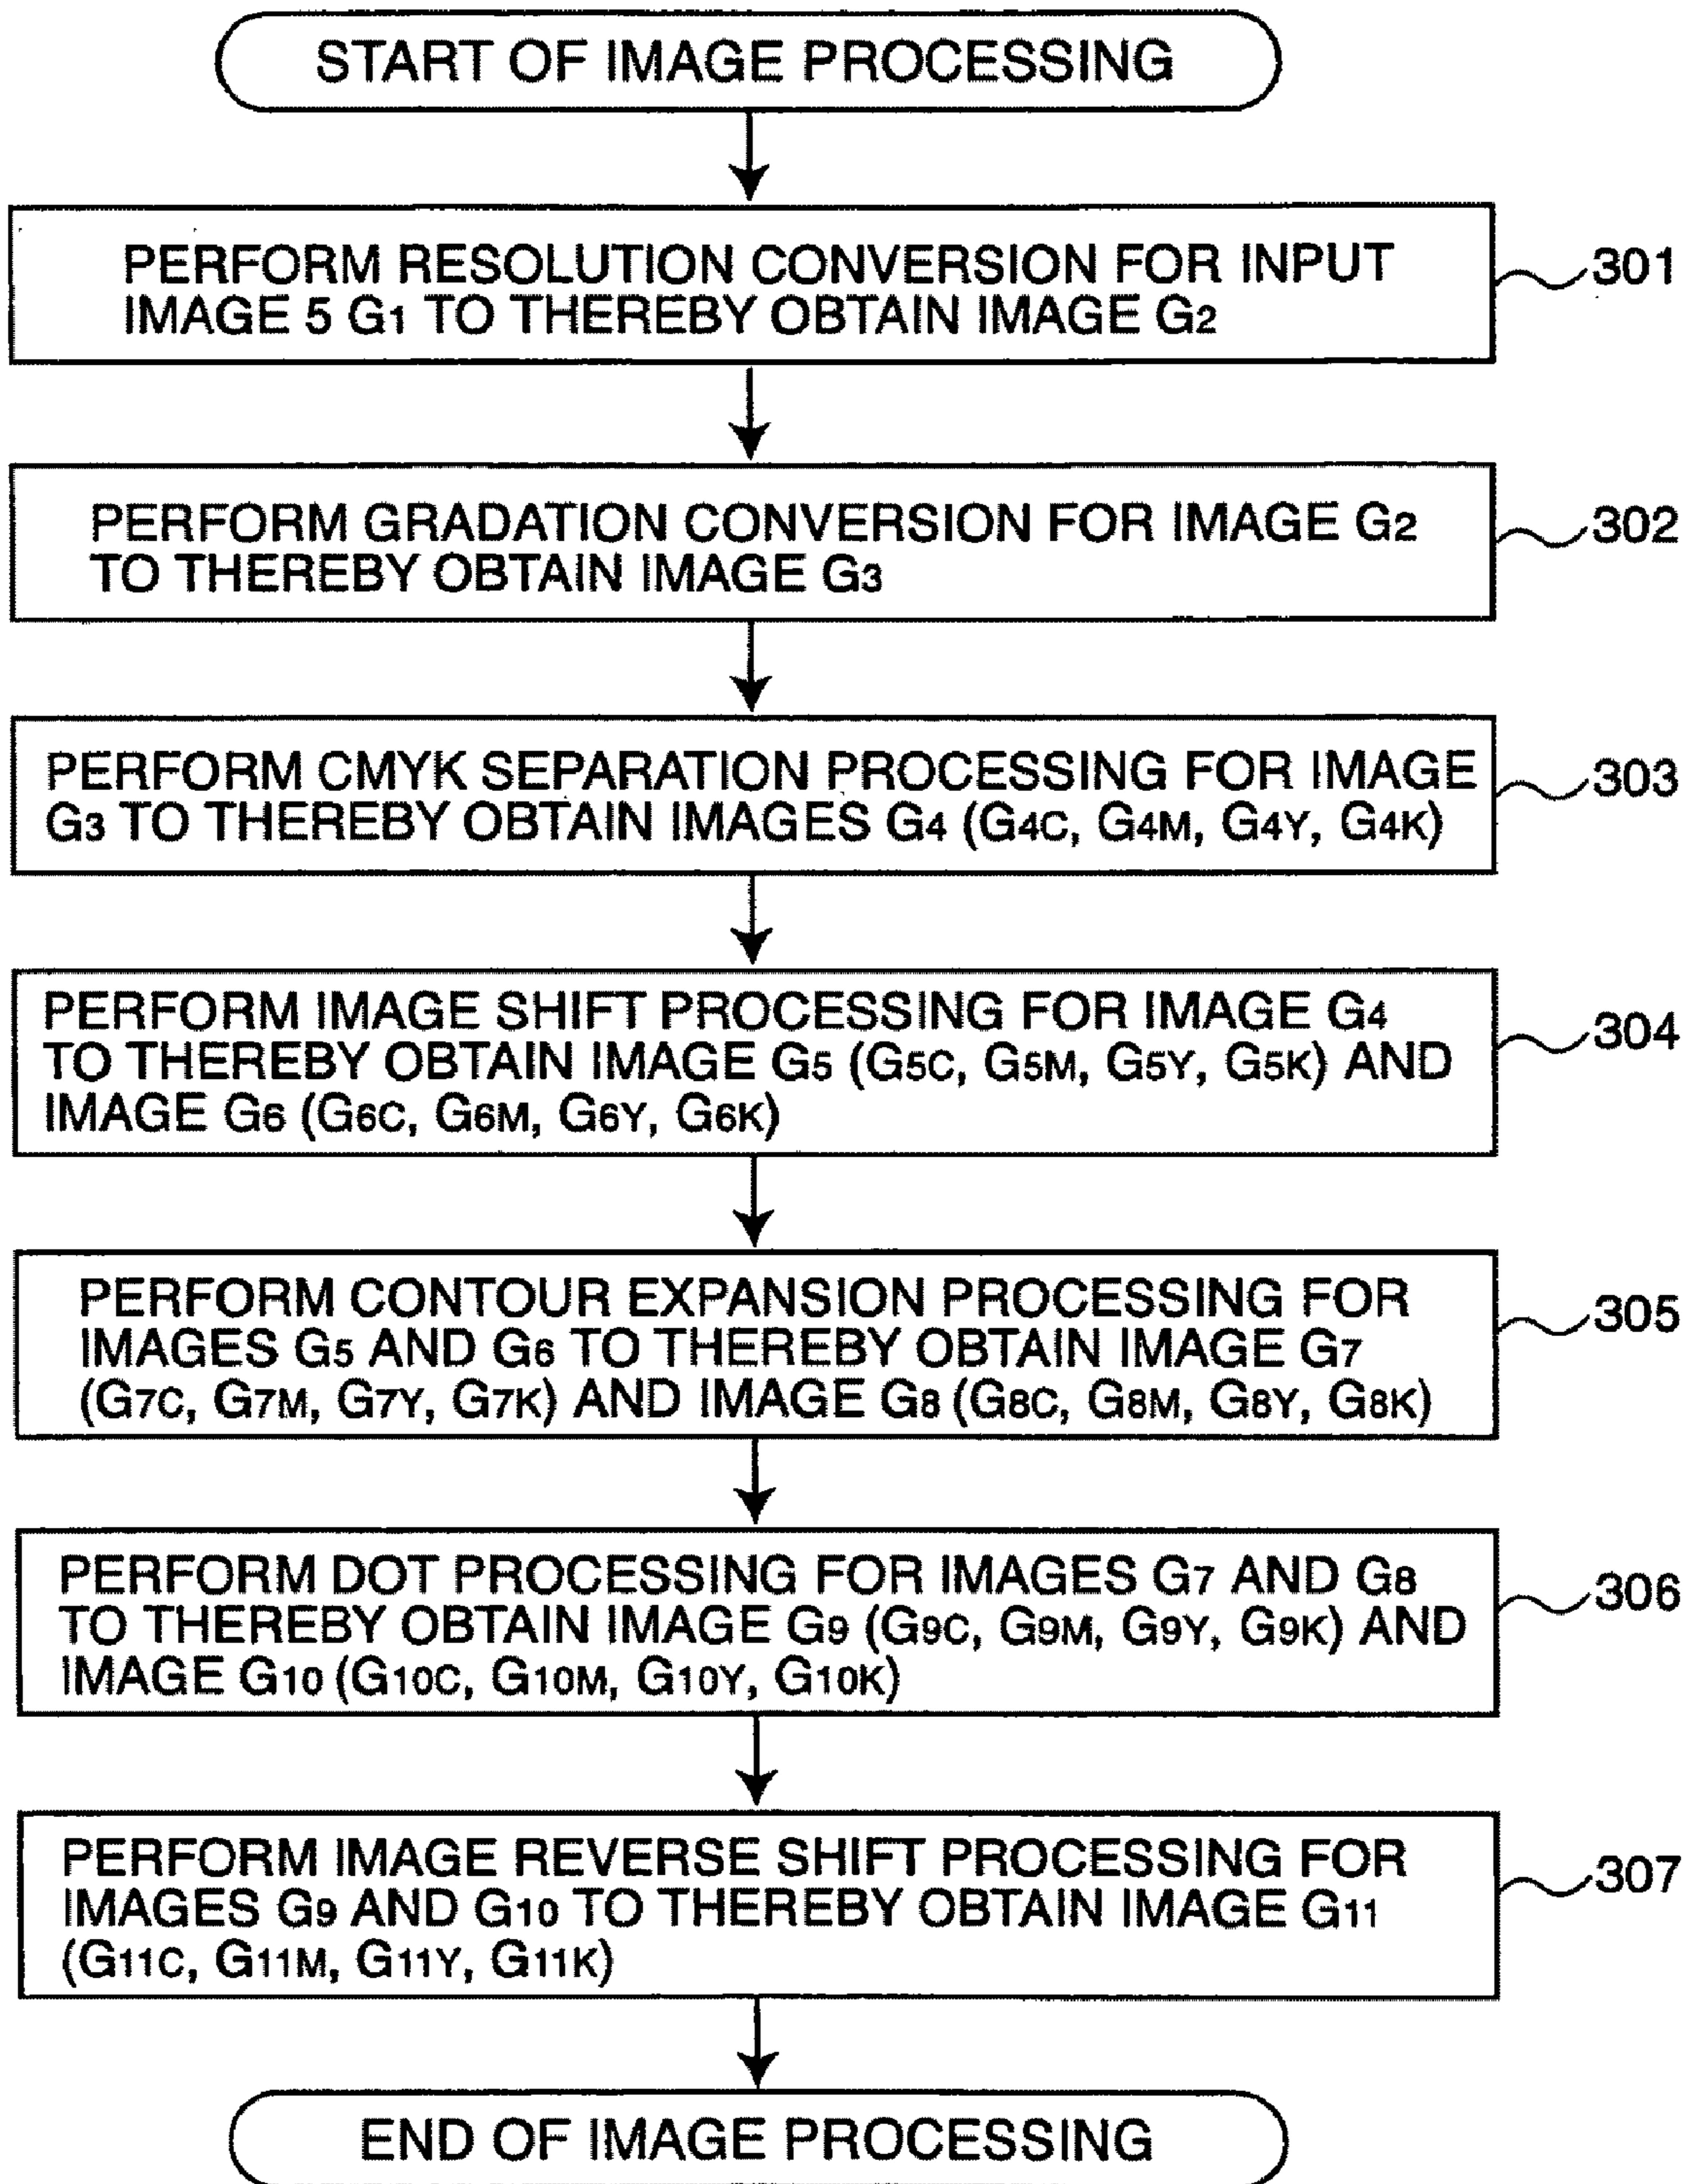 START OF IMAGE PROCESSING
PERFORM RESOLUTION CONVERSION FOR INPUT
IMAGE 5 G1 TO THEREBY OBTAIN IMAGE G2
301
PERFORM GRADATION CONVERSION FOR IMAGE G2
TO THEREBY OBTAIN IMAGE G3
302
PERFORM CMYK SEPARATION PROCESSING FOR IMAGE
G3 TO THEREBY OBTAIN IMAGES G4 (G4C, G4M, G4Y, G4K)
303
PERFORM IMAGE SHIFT PROCESSING FOR IMAGE G4
TO THEREBY OBTAIN IMAGE G5 (G5C, G5M, G5Y, G5K) AND
IMAGE G6 (G6C, G6M, G6Y, G6K)
304
PERFORM CONTOUR EXPANSION PROCESSING FOR
IMAGES G5 AND G6 TO THEREBY OBTAIN IMAGE G7
(G7C, G7M, G7Y, G7K) AND IMAGE G8 (G8C, G8M, G8Y, G8K)
305
PERFORM DOT PROCESSING FOR IMAGES G7 AND G8
TO THEREBY OBTAIN IMAGE G9 (G9C, G9M, G9Y, G9K) AND
IMAGE G10 (G10C, G10M, G10Y, G10K)
306
PERFORM IMAGE REVERSE SHIFT PROCESSING FOR
IMAGES G9 AND G10 TO THEREBY OBTAIN IMAGE G11
(G11C, G11M, G11Y, G11K)
307
END OF IMAGE PROCESSING